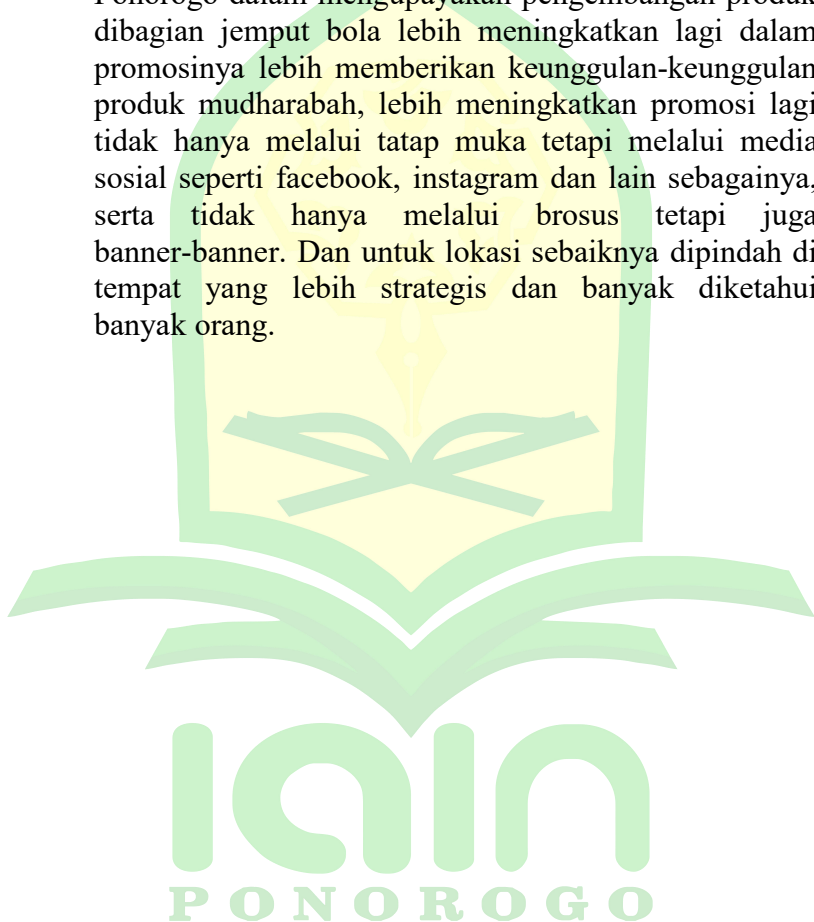 Ponorogo dalam mengupayakan pengembangan produk
dibagian jemput bola lebih meningkatkan lagi dalam
promosinya lebih memberikan keunggulan-keunggulan
produk mudharabah, lebih meningkatkan promosi lagi
tidak hanya melalui tatap muka tetapi melalui media
sosial seperti facebook, instagram dan lain sebagainya,
serta tidak hanya melalui brosus tetapi juga
banner-banner. Dan untuk lokasi sebaiknya dipindah di
tempat yang lebih strategis dan banyak diketahui
banyak orang.
IAIN
PONOROGO